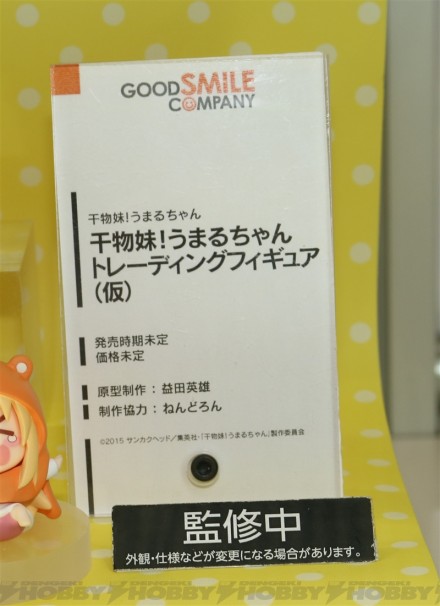 GOODSMILE
COMPANY
干物妹!うまるちゃん
干物妹!うまるちゃん
トレーディングフィギュア
(仮)
発売時期未定
価格未定
原型制作：益田英雄
制作協力：ねんどろん
©2015 サンカクヘッド／集英社・「干物妹!うまるちゃん」製作委員会
監修中
外観・仕様などが変更になる場合があります。
DENGEKI HOBBY DENGEKI HOBBY DENGEKI HOBBY